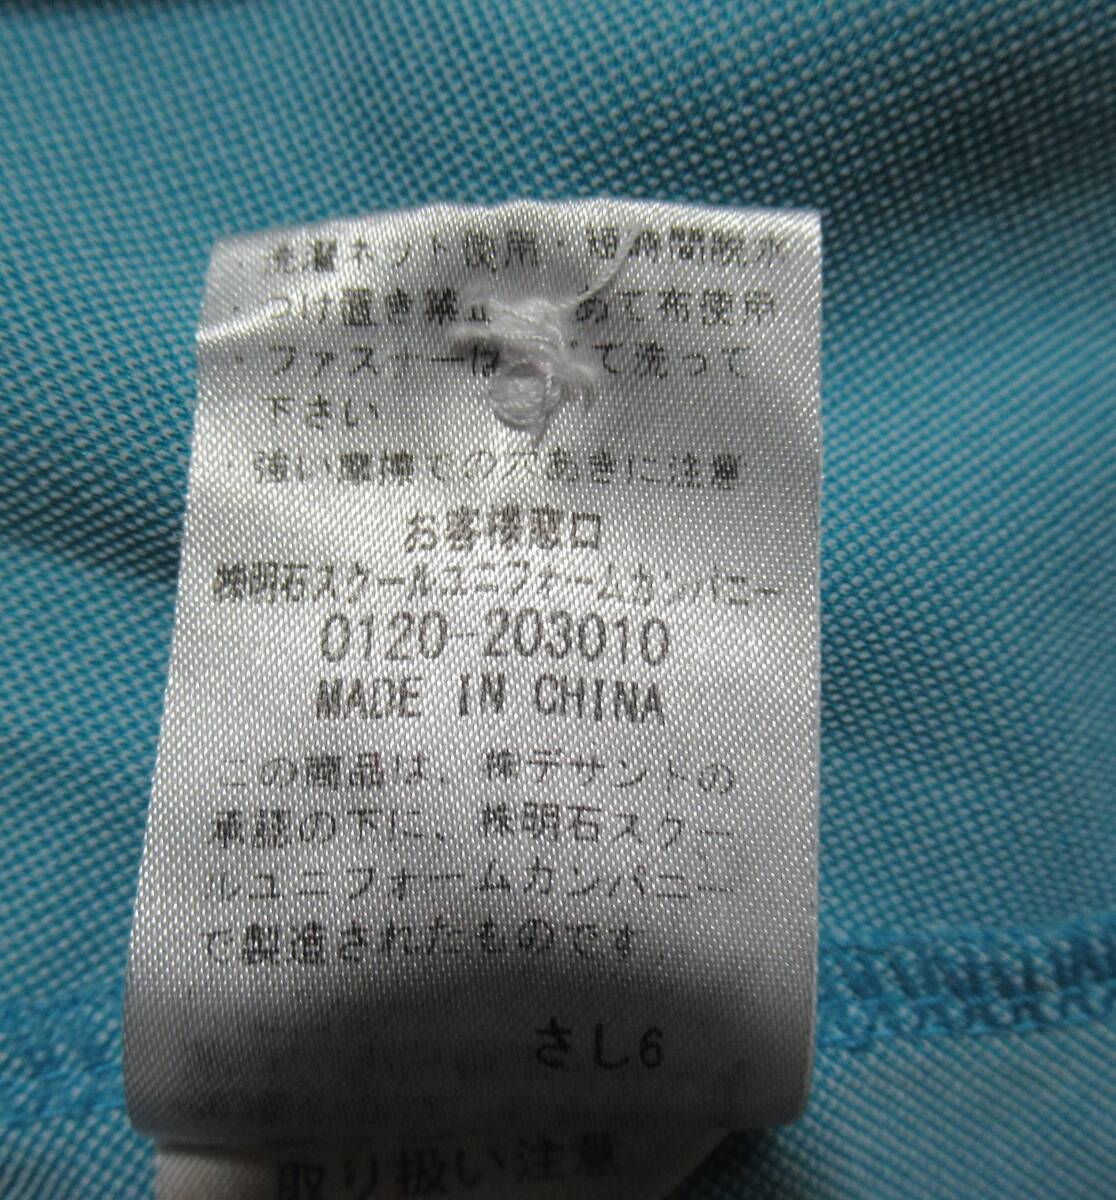 ・洗濯ネット使用・短時間脱水
・つけ置き禁止 あて布使用
・ファスナーは て洗って
下さい
・強い摩擦での穴あきに注意
お客様窓口
㈱明石スクールユニフォームカンパニー
0120-203010
MADE IN CHINA
この商品は、㈱デサントの
承認の下に、㈱明石スクー
ルユニフォームカンパニー
で製造されたものです
さし6
取り扱い注意